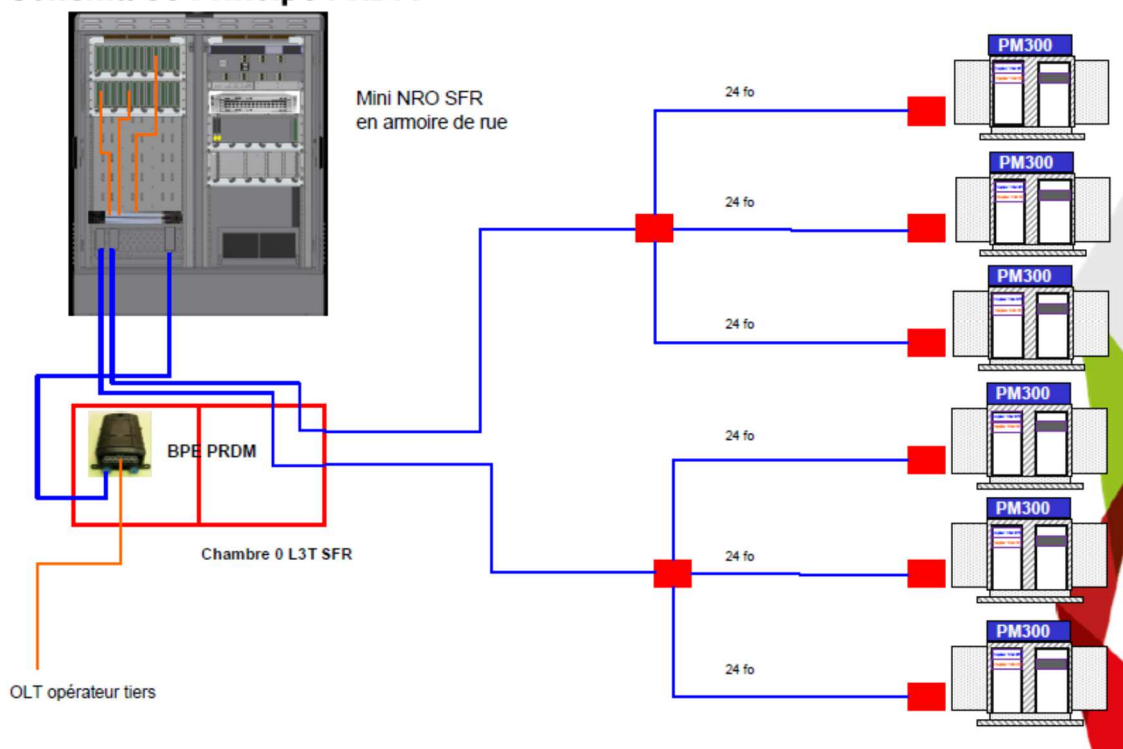 Mini NRO SFR
en armoire de rue
24 fo
PM300
24 fo
PM300
24 fo
PM300
BPE PRDM
Chambre 0 L3T SFR
24 fo
PM300
24 fo
PM300
24 fo
PM300
OLT opérateur tiers